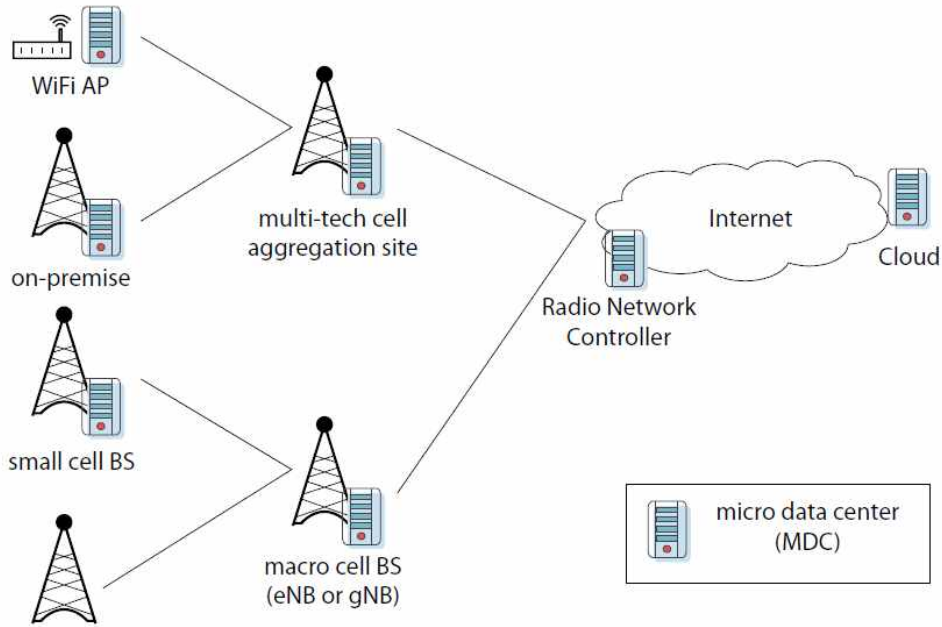 WiFi AP
on-premise
small cell BS
multi-tech cell
aggregation site
macro cell BS
(eNB or gNB)
Internet
Radio Network
Controller
Cloud
micro data center
(MDC)